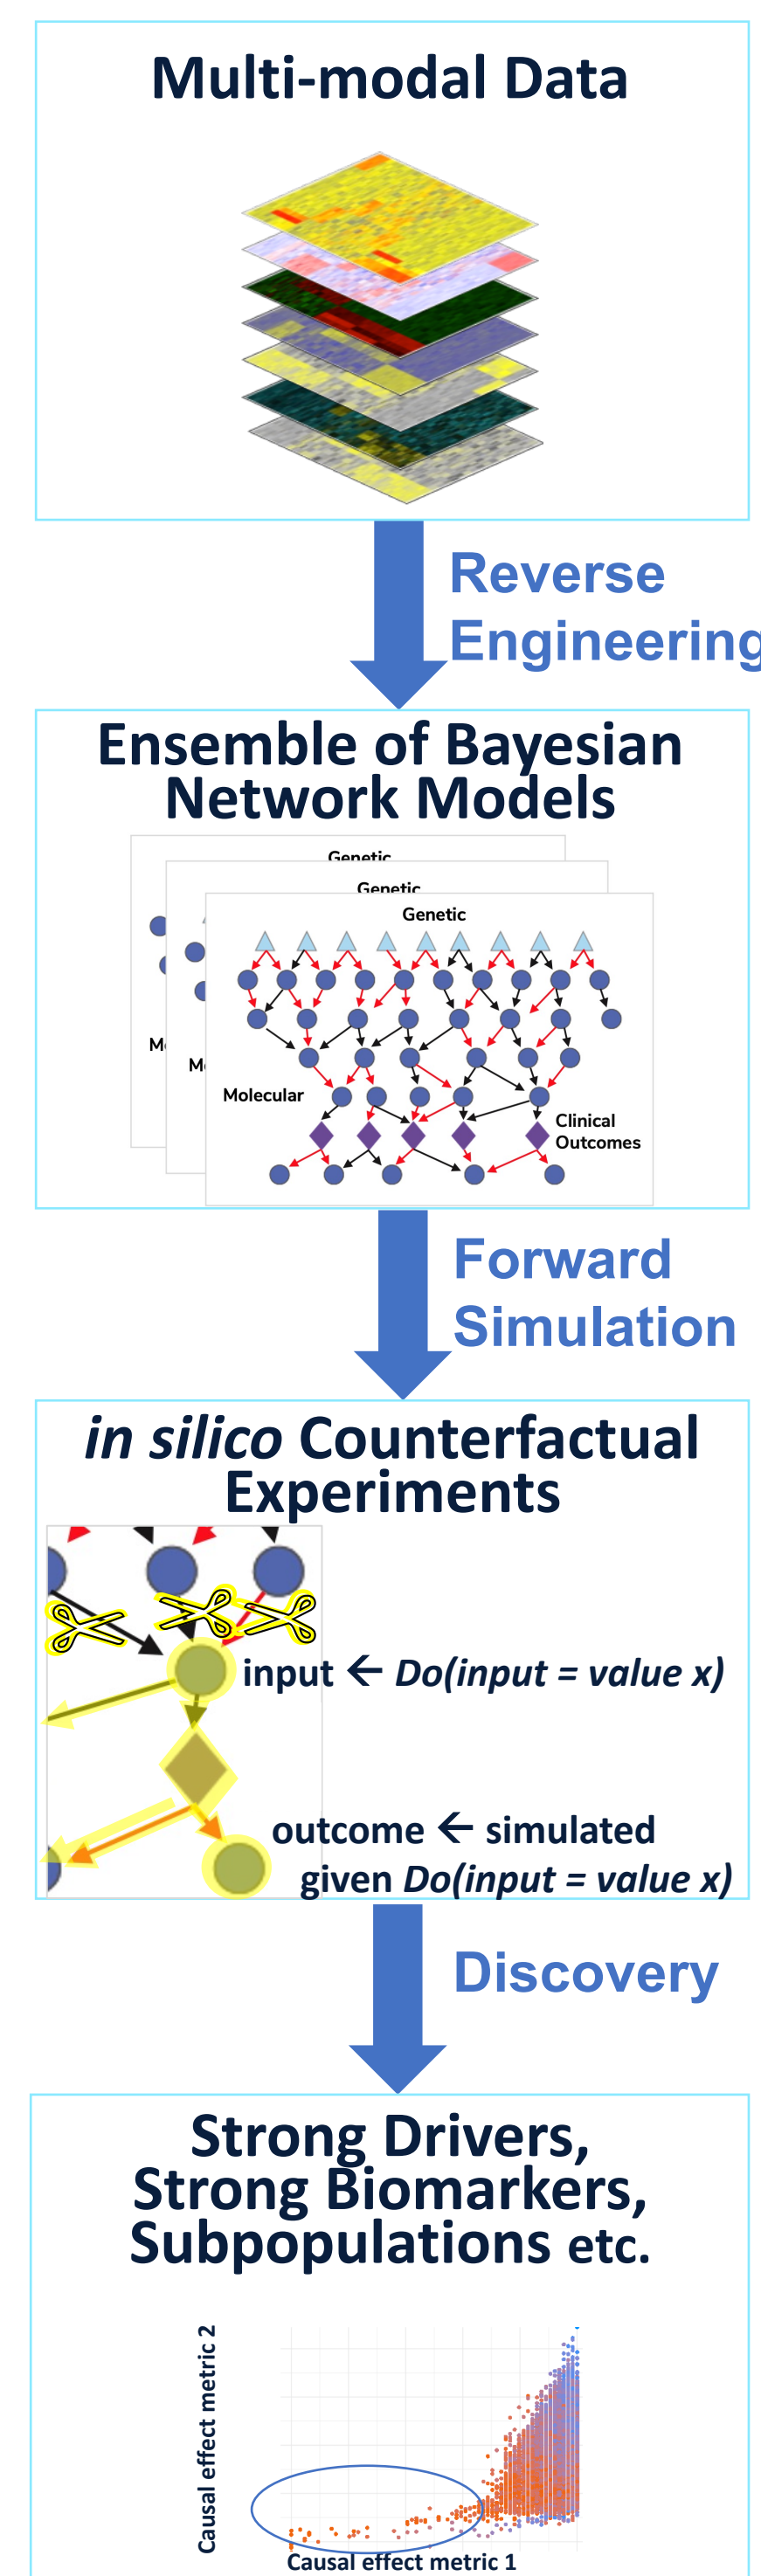 Multi-modal Data
Reverse
Engineering
Ensemble of Bayesian
Network Models
Genetic
Genetic
Genetic
M
M
Molecular
Clinical
Outcomes
Forward
Simulation
in silico Counterfactual
Experiments
input ← Do(input = value x)
outcome ← simulated
given Do(input = value x)
Discovery
Strong Drivers,
Strong Biomarkers,
Subpopulations etc.
Causal effect metric 2
Causal effect metric 1